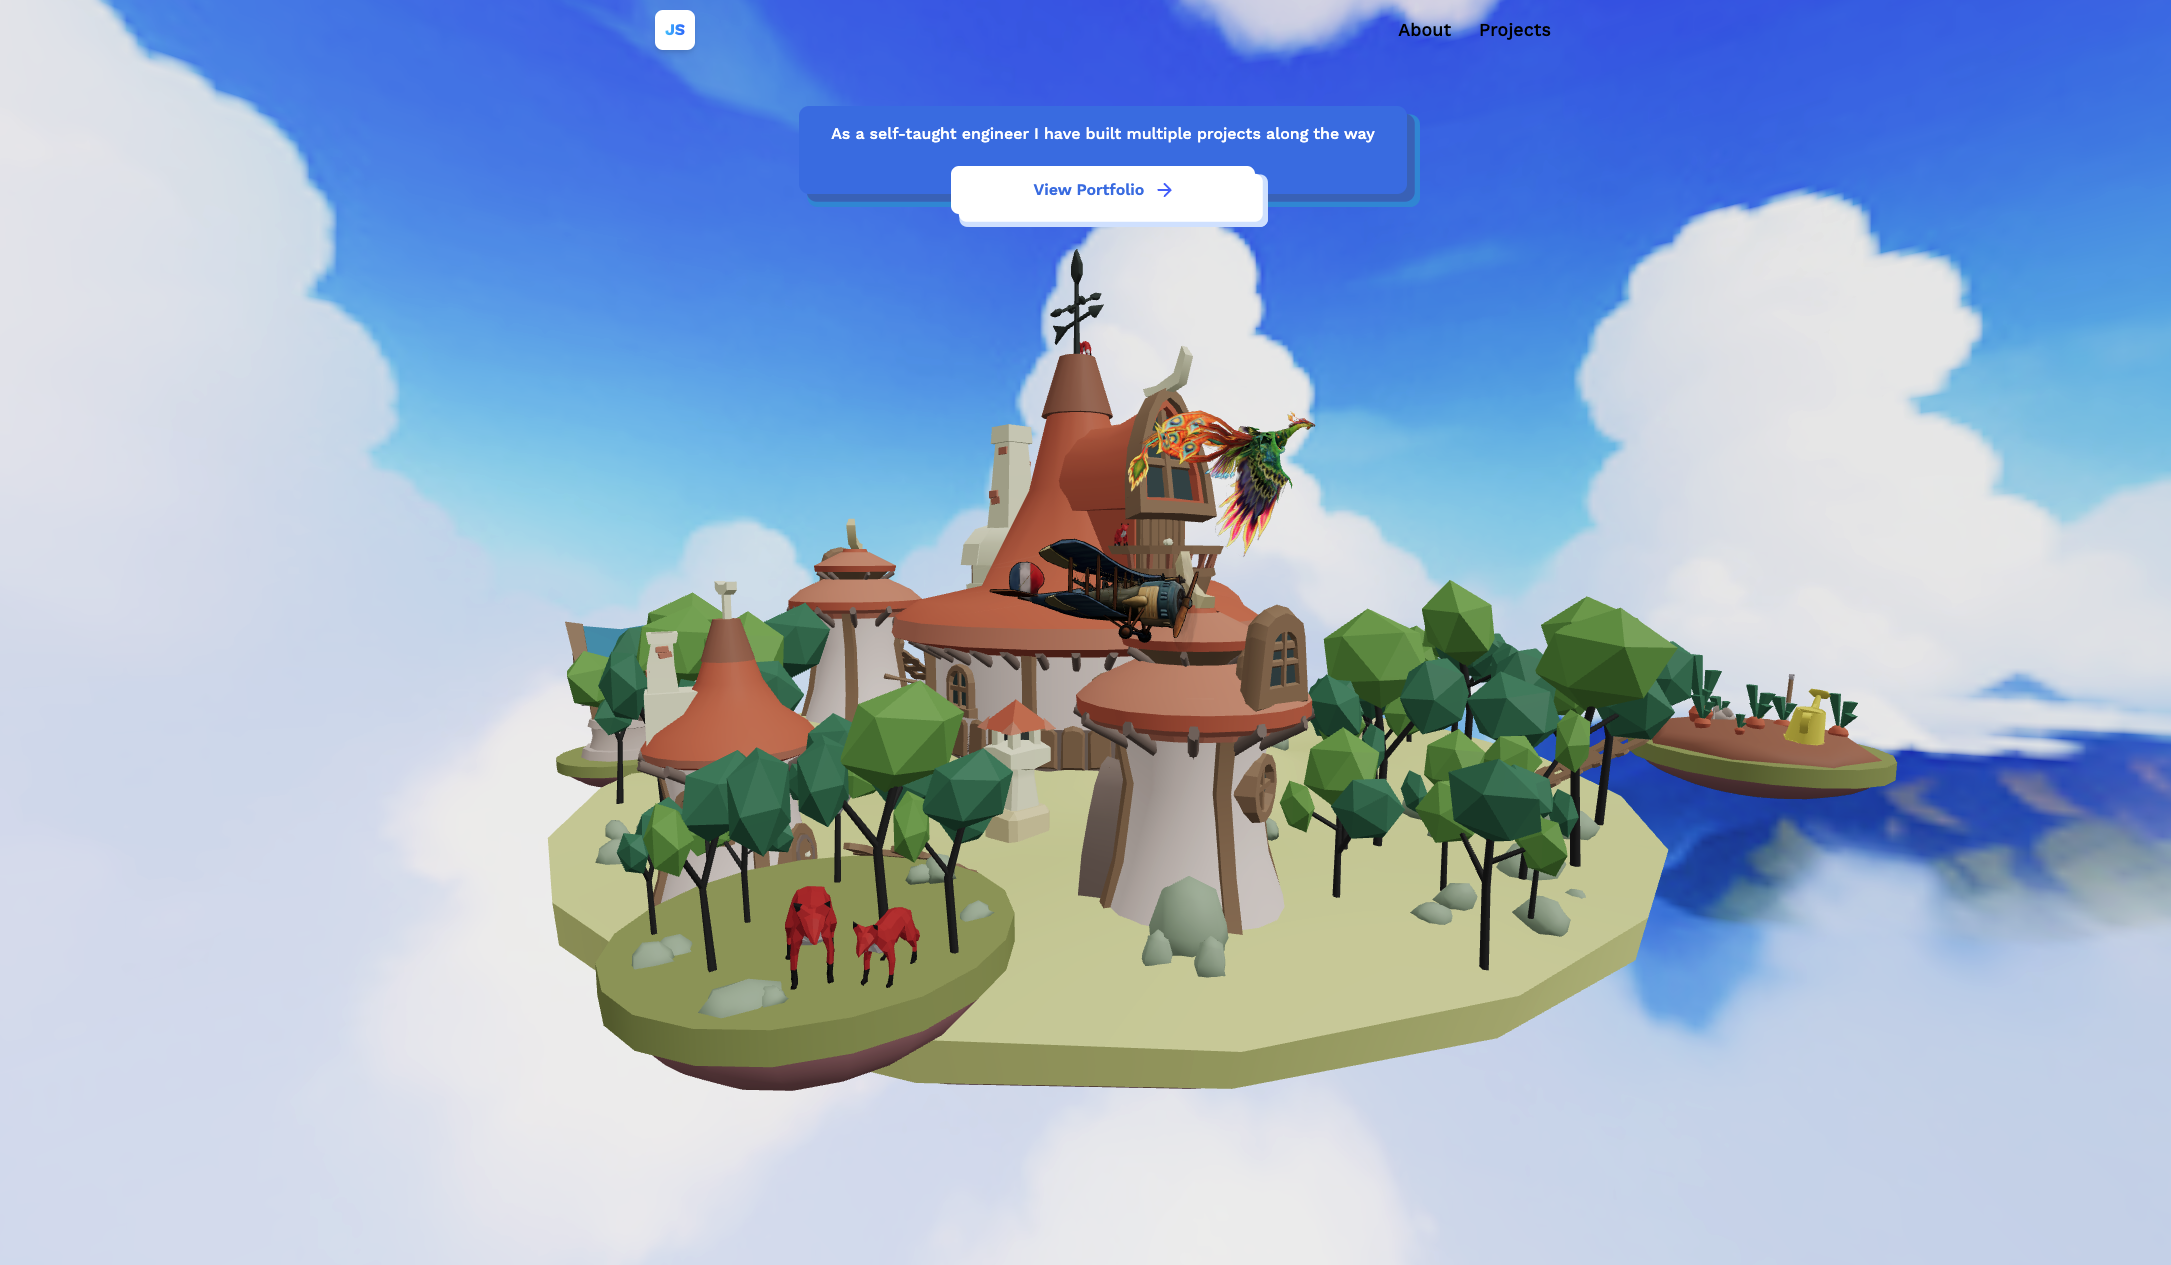 JS
About
Projects
As a self-taught engineer I have built multiple projects along the way
View Portfolio